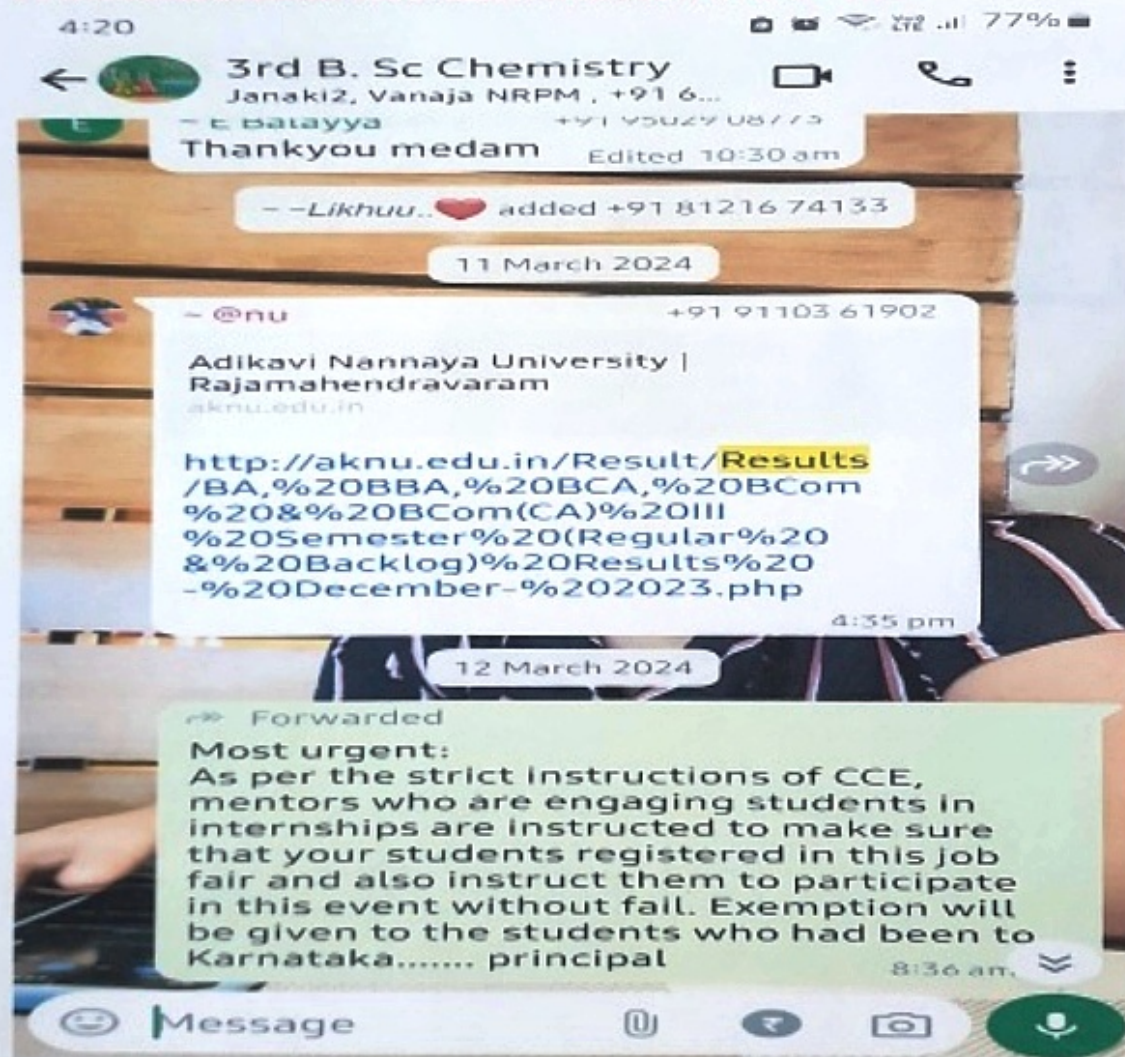 4:20
77%
3rd B. Sc Chemistry
Janaki2, Vanaja NRPM, +91 6...
~ E Balayya +91 95029 08773
Thankyou medam Edited 10:30 am
~ ~Likhuu..❤️ added +91 81216 74133
11 March 2024
~ @nu +91 91103 61902
Adikavi Nannaya University |
Rajamahendravaram
aknu.edu.in
http://aknu.edu.in/Result/Results
/BA,%20BBA,%20BCA,%20BCom
%20&%20BCom(CA)%20III
%20Semester%20(Regular%20
&%20Backlog)%20Results%20
-%20December-%202023.php
4:35 pm
12 March 2024
Forwarded
Most urgent:
As per the strict instructions of CCE,
mentors who are engaging students in
internships are instructed to make sure
that your students registered in this job
fair and also instruct them to participate
in this event without fail. Exemption will
be given to the students who had been to
Karnataka....... principal
8:36 am
Message